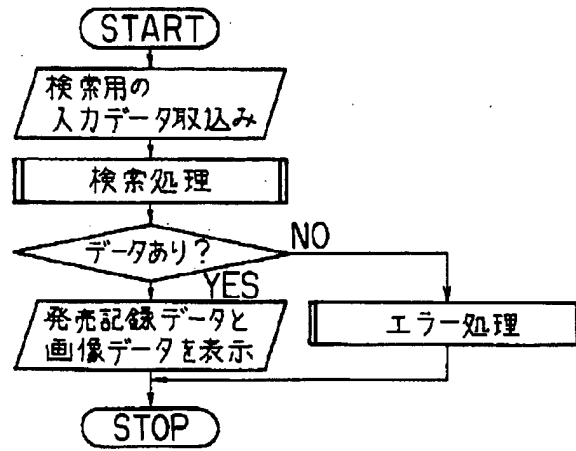 START
検索用の
入力データ取込み
検索処理
データあり?
NO
YES
発売記録データと
画像データを表示
エラー処理
STOP